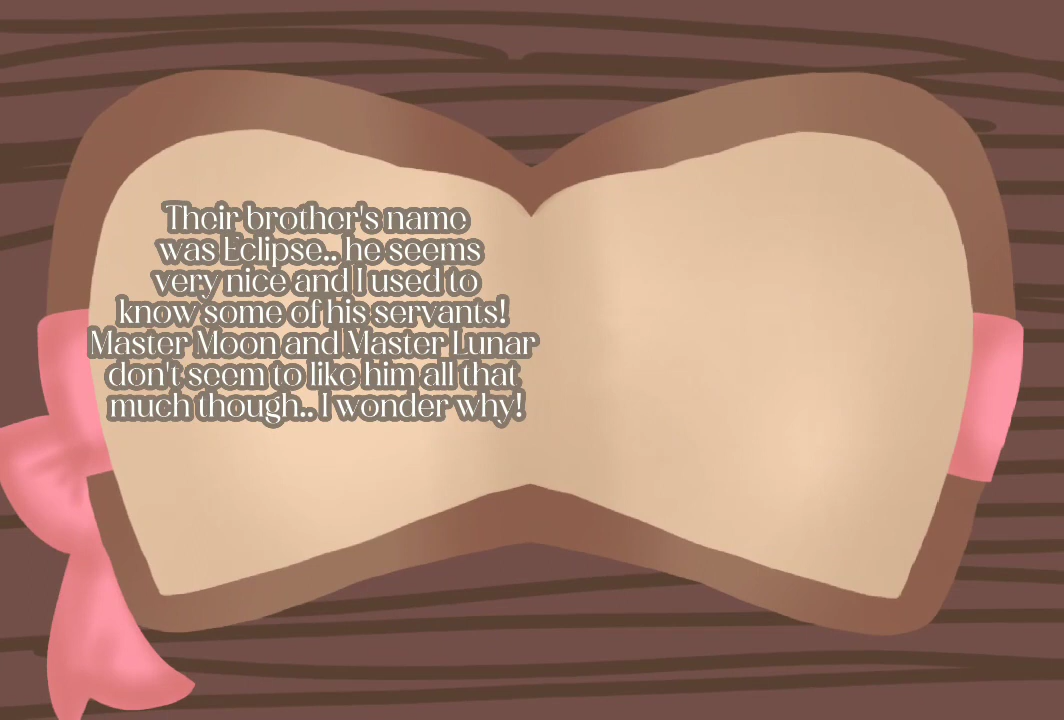 Their brother's name
was Eclipse.. he seems
very nice and I used to
know some of his servants!
Master Moon and Master Lunar
don't seem to like him all that
much though.. I wonder why!